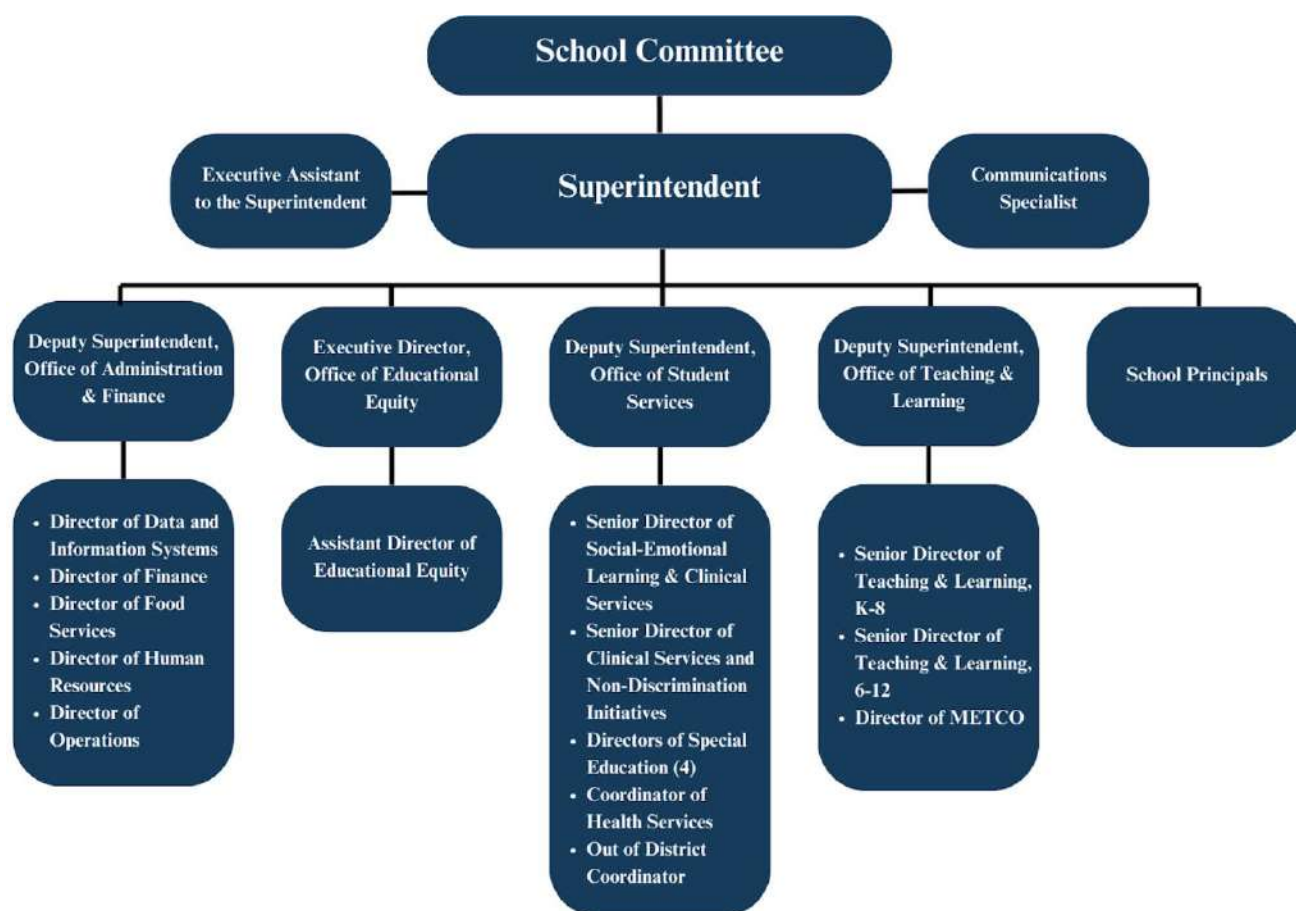 School Committee
Executive Assistant
to the Superintendent
Superintendent
Communications
Specialist
Deputy Superintendent,
Office of Administration
& Finance
Executive Director,
Office of Educational
Equity
Deputy Superintendent,
Office of Student
Services
Deputy Superintendent,
Office of Teaching &
Learning
School Principals
• Director of Data and
Information Systems
• Director of Finance
• Director of Food
Services
• Director of Human
Resources
• Director of
Operations
Assistant Director of
Educational Equity
• Senior Director of
Social-Emotional
Learning & Clinical
Services
• Senior Director of
Clinical Services and
Non-Discrimination
Initiatives
• Directors of Special
Education (4)
• Coordinator of
Health Services
• Out of District
Coordinator
• Senior Director of
Teaching & Learning,
K-8
• Senior Director of
Teaching & Learning,
6-12
• Director of METCO